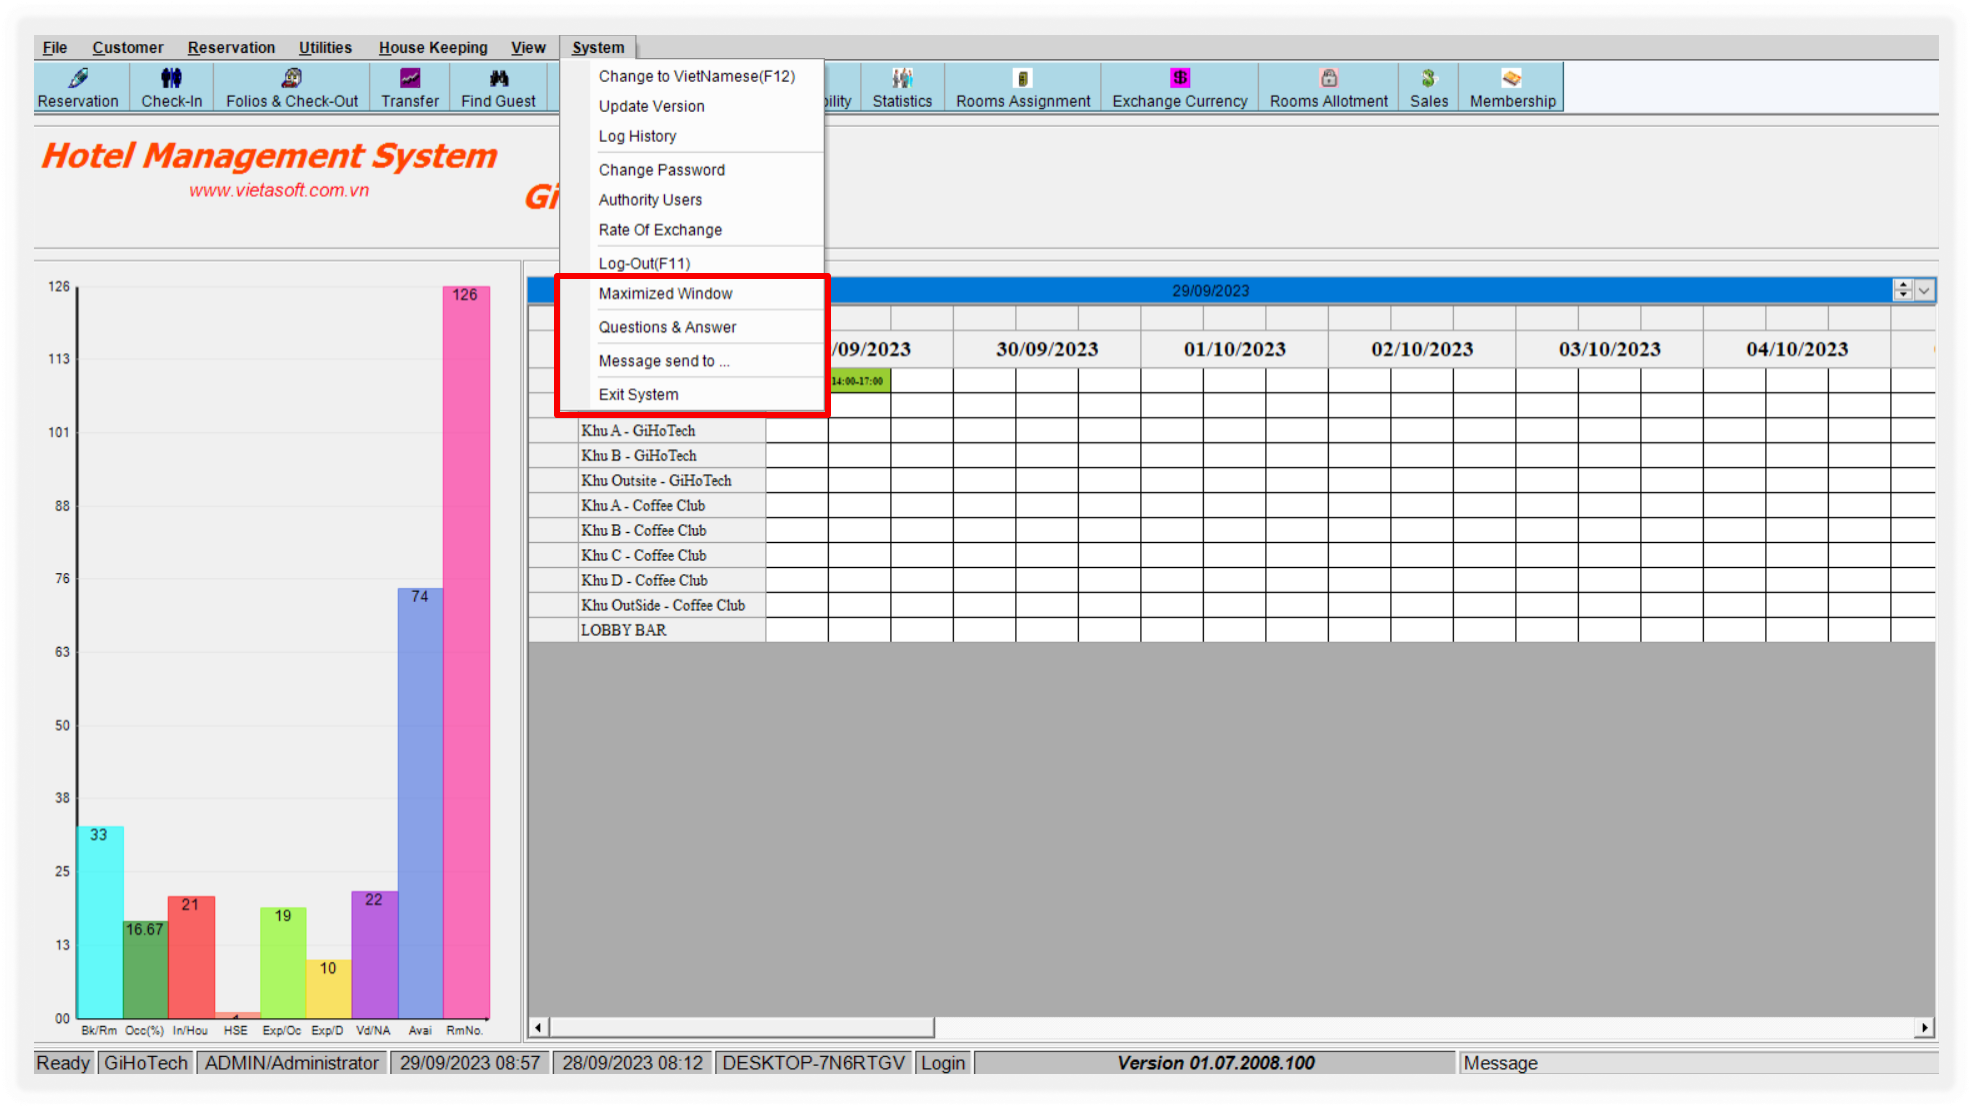 File Customer Reservation Utilities House Keeping View System
Reservation Check-In Folios & Check-Out Transfer Find Guest bility Statistics Rooms Assignment Exchange Currency Rooms Allotment Sales Membership
Change to VietNamese(F12)
Update Version
Log History
Change Password
Authority Users
Rate Of Exchange
Log-Out(F11)
Maximized Window
Questions & Answer
Message send to ...
Exit System
Hotel Management System
www.vietasoft.com.vn
Gi
126
113
101
88
76
63
50
38
25
13
00
33
16.67
21
1
19
10
22
74
126
Bk/Rm Occ(%) In/Hou HSE Exp/Oc Exp/D Vd/NA Avai RmNo.
29/09/2023
/09/2023 30/09/2023 01/10/2023 02/10/2023 03/10/2023 04/10/2023
14:00-17:00
Khu A - GiHoTech
Khu B - GiHoTech
Khu Outsite - GiHoTech
Khu A - Coffee Club
Khu B - Coffee Club
Khu C - Coffee Club
Khu D - Coffee Club
Khu OutSide - Coffee Club
LOBBY BAR
Ready GiHoTech ADMIN/Administrator 29/09/2023 08:57 28/09/2023 08:12 DESKTOP-7N6RTGV Login Version 01.07.2008.100 Message